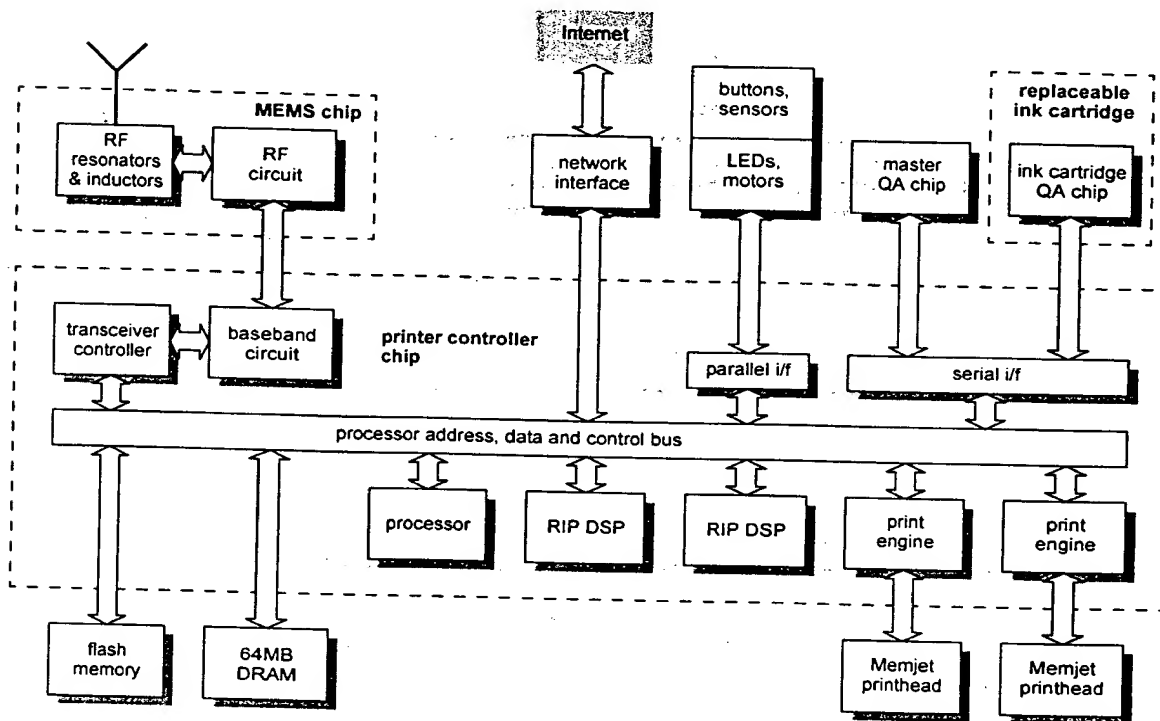 Internet
MEMS chip
RF
resonators
& inductors
RF
circuit
network
interface
buttons,
sensors
LEDs,
motors
master
QA chip
replaceable
ink cartridge
ink cartridge
QA chip
transceiver
controller
baseband
circuit
printer controller
chip
parallel i/f
serial i/f
processor address, data and control bus
processor
RIP DSP
RIP DSP
print
engine
print
engine
flash
memory
64MB
DRAM
Memjet
printhead
Memjet
printhead